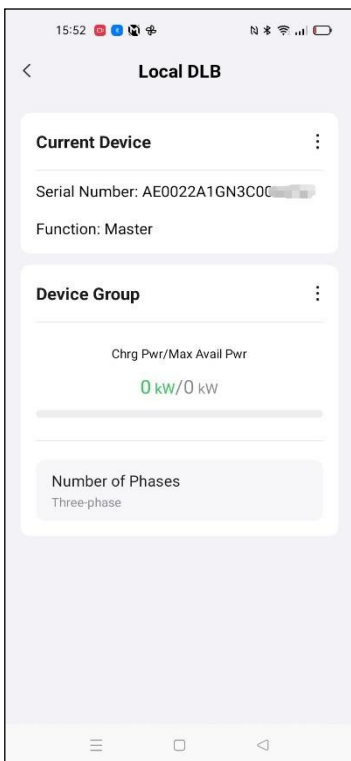 15:52
Local DLB
Current Device
Serial Number: AE0022A1GN3C00
Function: Master
Device Group
Chrg Pwr/Max Avail Pwr
0 kW/0 kW
Number of Phases
Three-phase